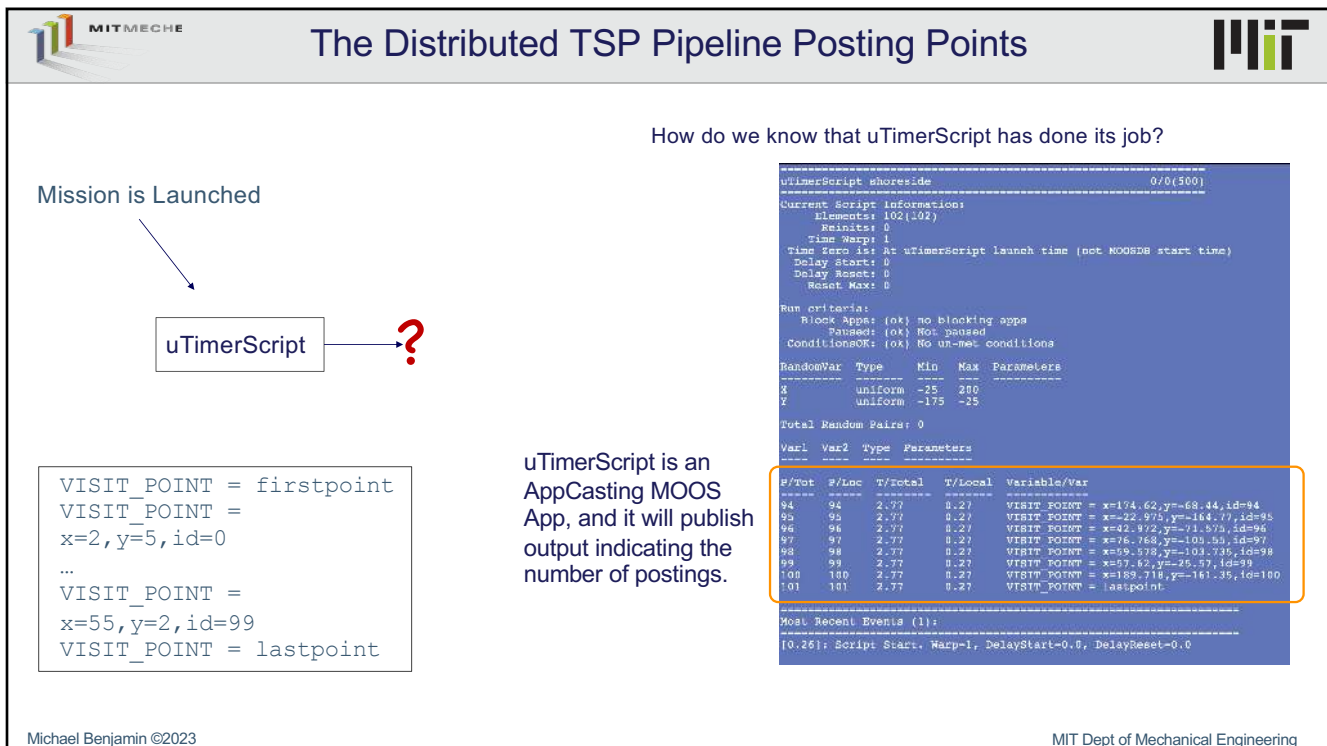 MITMECHE
The Distributed TSP Pipeline Posting Points
MiT
How do we know that uTimerScript has done its job?
Mission is Launched
uTimerScript
?
VISIT_POINT = firstpoint
VISIT_POINT =
x=2,y=5,id=0
…
VISIT_POINT =
x=55,y=2,id=99
VISIT_POINT = lastpoint
uTimerScript is an
AppCasting MOOS
App, and it will publish
output indicating the
number of postings.
uTimerScript shoreside 0/0(500)
Current Script Information:
Elements: 102(102)
Reinits: 0
Time Warp: 1
Time Zero is: At uTimerScript launch time (not MOOSDB start time)
Delay Start: 0
Delay Reset: 0
Reset Max: 0
Run criteria:
Block Apps: (ok) no blocking apps
Paused: (ok) Not paused
ConditionsOK: (ok) No un-met conditions
RandomVar Type Min Max Parameters
X uniform -25 200
Y uniform -175 -25
Total Random Pairs: 0
Var1 Var2 Type Parameters
P/Tot P/Loc T/Total T/Local Variable/Var
94 94 2.77 0.27 VISIT_POINT = x=174.62,y=-68.44,id=94
95 95 2.77 0.27 VISIT_POINT = x=-22.975,y=-164.77,id=95
96 96 2.77 0.27 VISIT_POINT = x=42.972,y=-71.575,id=96
97 97 2.77 0.27 VISIT_POINT = x=76.768,y=-105.55,id=97
98 98 2.77 0.27 VISIT_POINT = x=59.578,y=-103.735,id=98
99 99 2.77 0.27 VISIT_POINT = x=57.62,y=-25.57,id=99
100 100 2.77 0.27 VISIT_POINT = x=189.718,y=-161.35,id=100
101 101 2.77 0.27 VISIT_POINT = lastpoint
Most Recent Events (1):
[0.26]: Script Start. Warp=1, DelayStart=0.0, DelayReset=0.0
Michael Benjamin ©2023
MIT Dept of Mechanical Engineering